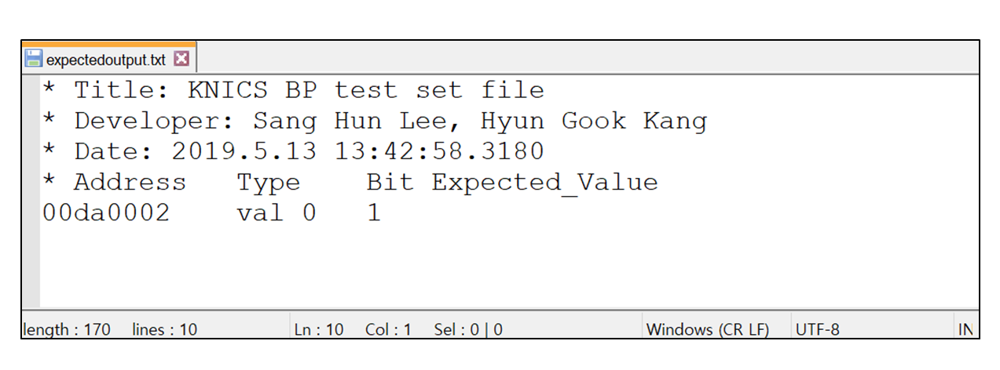 expectedoutput.txt
* Title: KNICS BP test set file
* Developer: Sang Hun Lee, Hyun Gook Kang
* Date: 2019.5.13 13:42:58.3180
* Address Type Bit Expected_Value
00da0002 val 0 1
length : 170 lines : 10 Ln : 10 Col : 1 Sel : 0 | 0 Windows (CR LF) UTF-8 IN